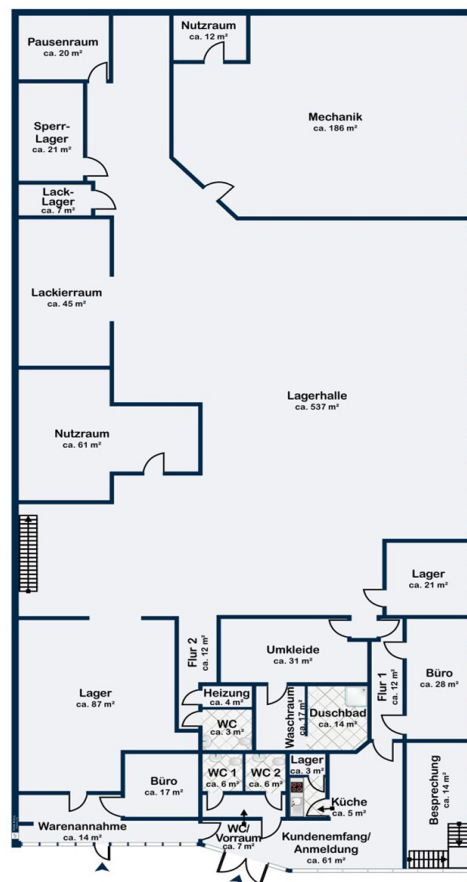 Pausenraum
ca. 20 m²
Nutzraum
ca. 12 m²
Mechanik
ca. 186 m²
Sperr-
Lager
ca. 21 m²
Lack-
Lager
ca. 7 m²
Lackierraum
ca. 45 m²
Lagerhalle
ca. 537 m²
Nutzraum
ca. 61 m²
Lager
ca. 21 m²
Flur 2
ca. 12 m²
Umkleide
ca. 31 m²
Flur 1
ca. 12 m²
Büro
ca. 28 m²
Lager
ca. 87 m²
Heizung
ca. 4 m²
WC
ca. 3 m²
Waschraum
ca. 17 m²
Duschbad
ca. 14 m²
Büro
ca. 17 m²
WC 1
ca. 6 m²
WC 2
ca. 6 m²
Lager
ca. 3 m²
Küche
ca. 5 m²
Besprechung
ca. 14 m²
Warenannahme
ca. 14 m²
WC/
Vorraum
ca. 7 m²
Kundenemfang/
Anmeldung
ca. 61 m²